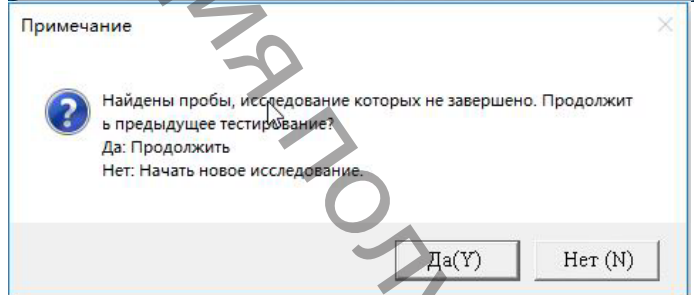 Примечание
Найдены пробы, исследование которых не завершено. Продолжит
ь предыдущее тестирование?
Да: Продолжить
Нет: Начать новое исследование.
Да(Y)
Нет (N)